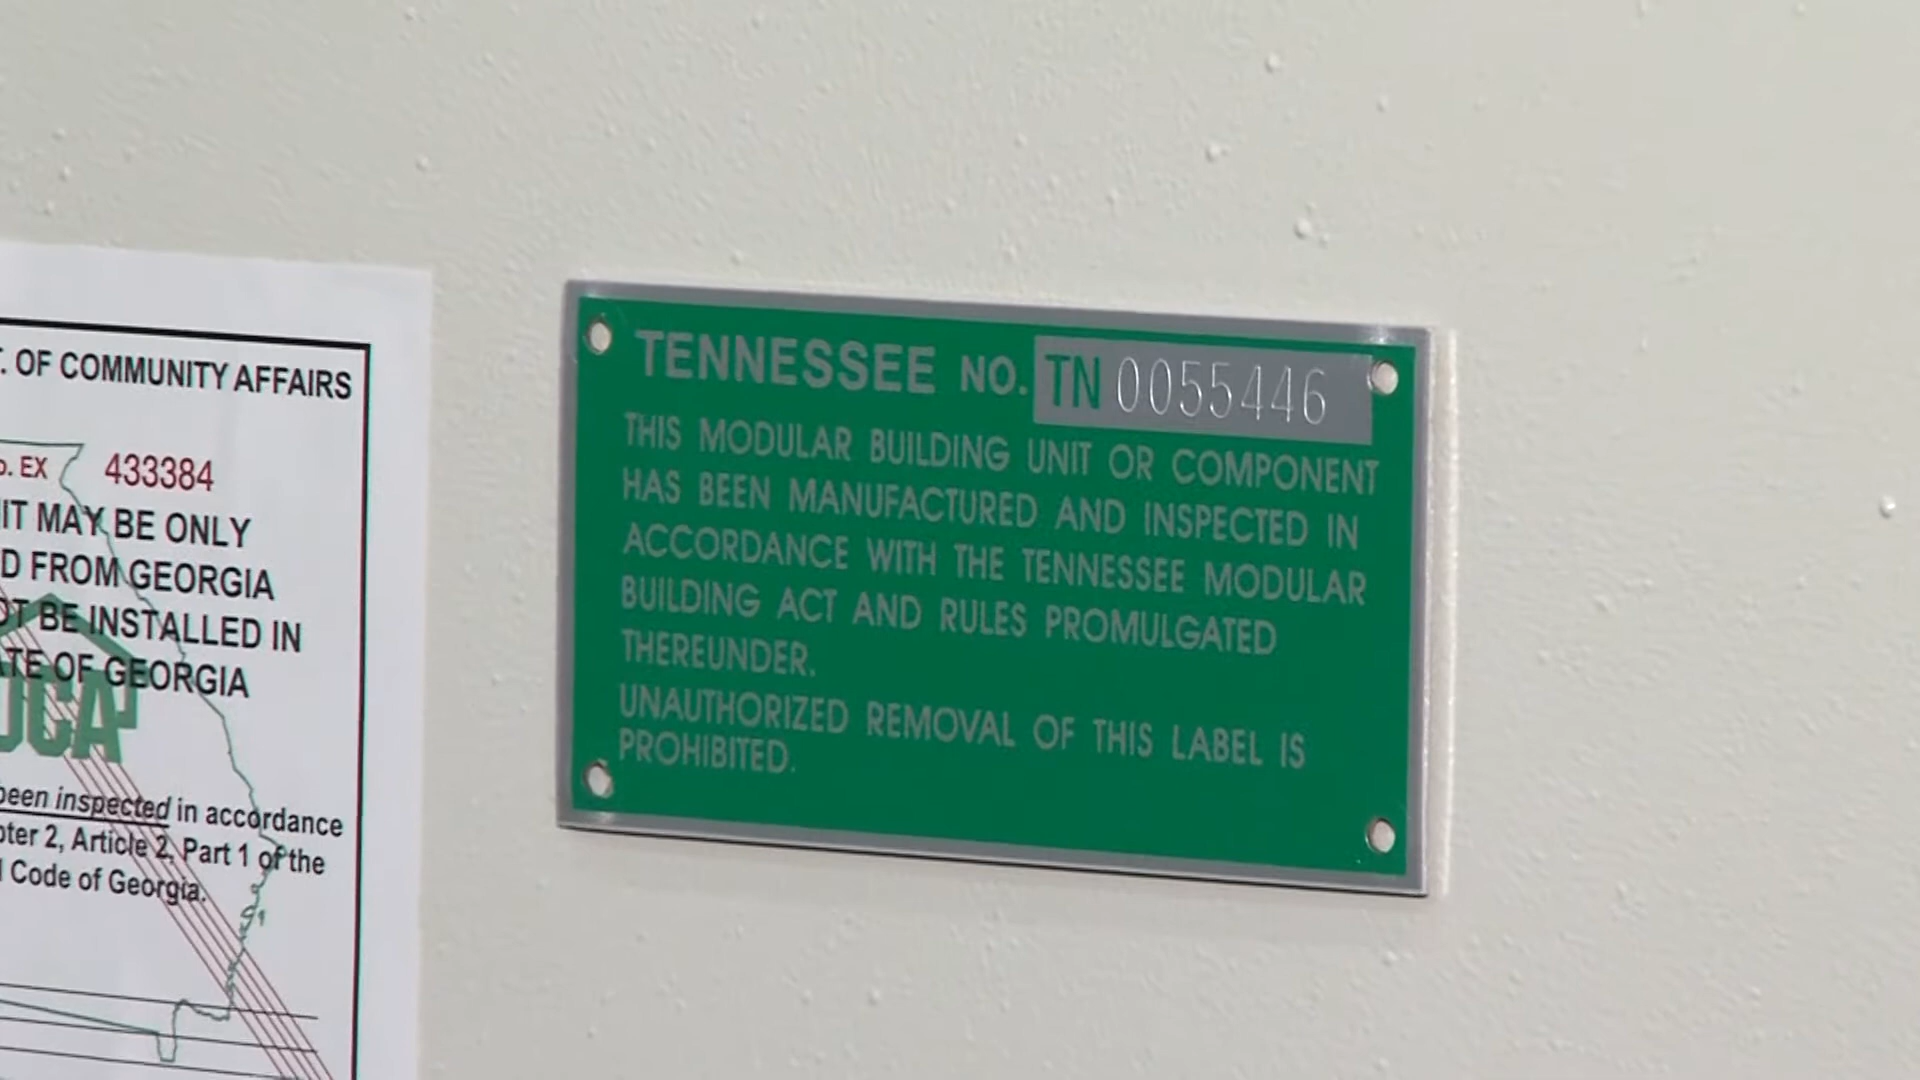 . OF COMMUNITY AFFAIRS
. EX 433384
IT MAY BE ONLY
D FROM GEORGIA
OT BE INSTALLED IN
ATE OF GEORGIA
DCA
been inspected in accordance
pter 2, Article 2, Part 1 of the
l Code of Georgia.
TENNESSEE NO. TN 0055446
THIS MODULAR BUILDING UNIT OR COMPONENT
HAS BEEN MANUFACTURED AND INSPECTED IN
ACCORDANCE WITH THE TENNESSEE MODULAR
BUILDING ACT AND RULES PROMULGATED
THEREUNDER.
UNAUTHORIZED REMOVAL OF THIS LABEL IS
PROHIBITED.